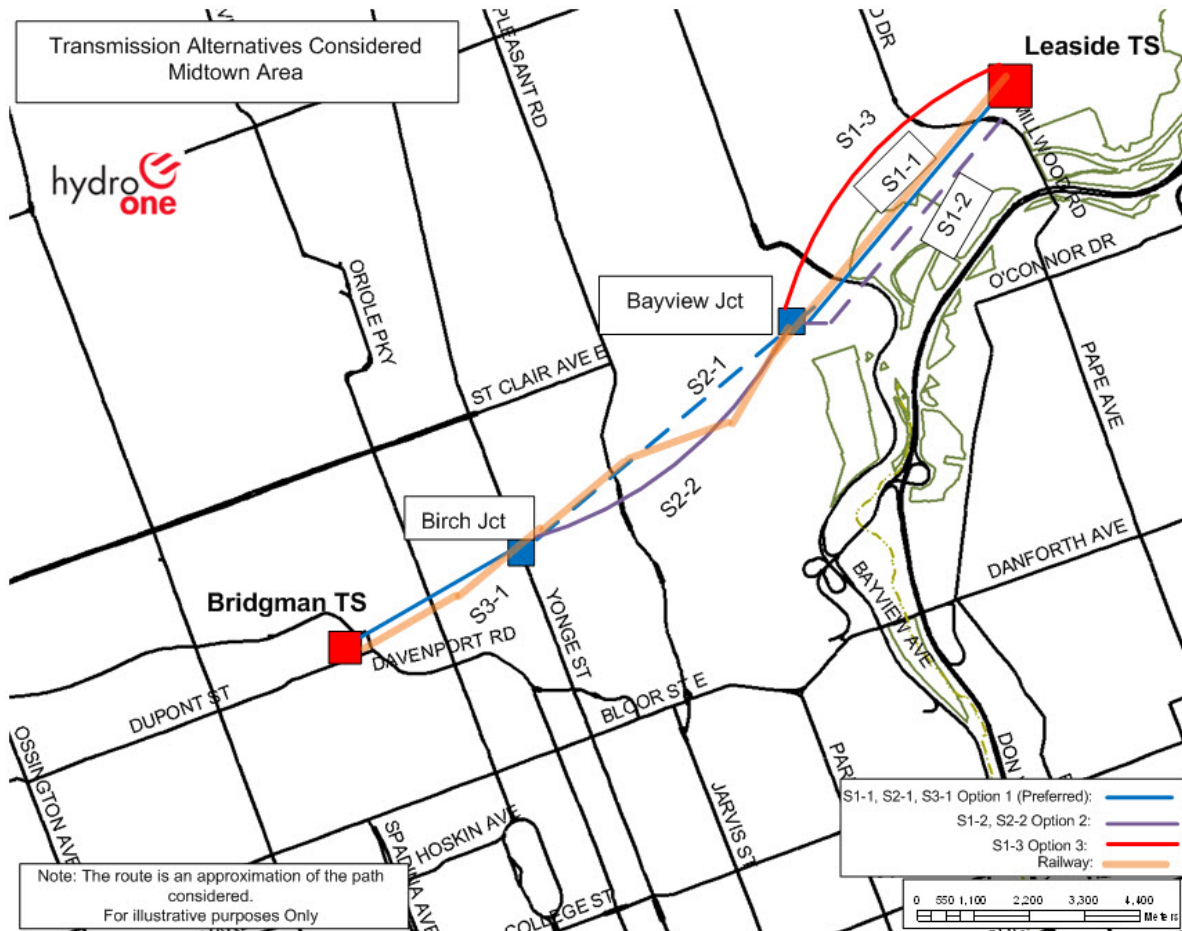 Transmission Alternatives Considered
Midtown Area
hydro
one
PLEASANT RD
O DR
Leaside TS
MILLWOOD RD
S1-3
S1-1
S1-2
O'CONNOR DR
ORIOLE PKY
Bayview Jct
PAPE AVE
ST CLAIR AVE E
S2-1
S2-2
Birch Jct
DANFORTH AVE
BAYVIEW AVE
Bridgman TS
S3-1
YONGE ST
DAVENPORT RD
DUPONT ST
BLOOR ST E
OSSINGTON AVE
DON
JARVIS ST
SPADINA AVE
HOSKIN AVE
COLLEGE ST
S1-1, S2-1, S3-1 Option 1 (Preferred):
S1-2, S2-2 Option 2:
S1-3 Option 3:
Railway:
Note: The route is an approximation of the path
considered.
For illustrative purposes Only
0 550 1,100 2,200 3,300 4,400
Meters